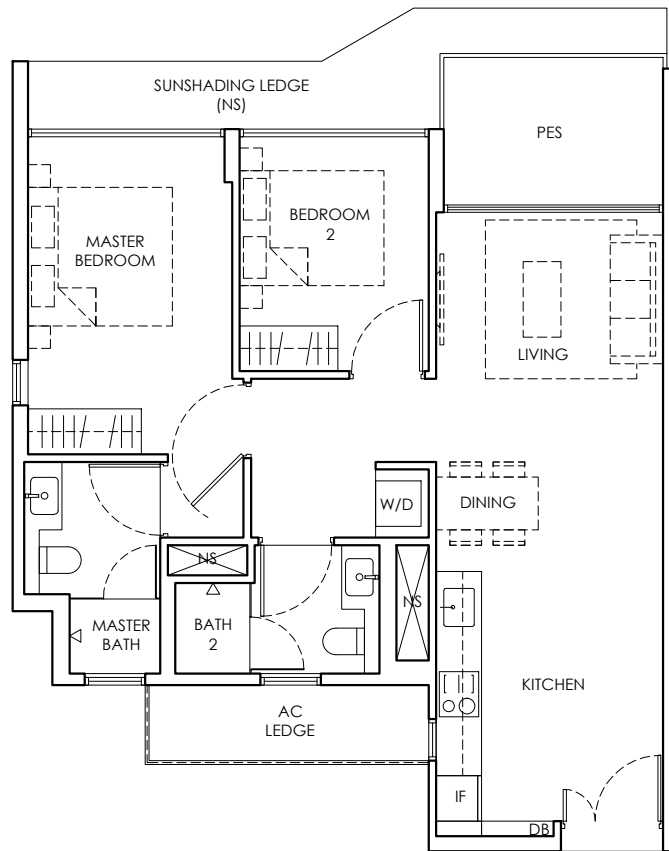 SUNSHADING LEDGE
(NS)
PES
BEDROOM
2
MASTER
BEDROOM
LIVING
W/D
DINING
NS
NS
MASTER
BATH
BATH
2
KITCHEN
AC
LEDGE
IF
DB